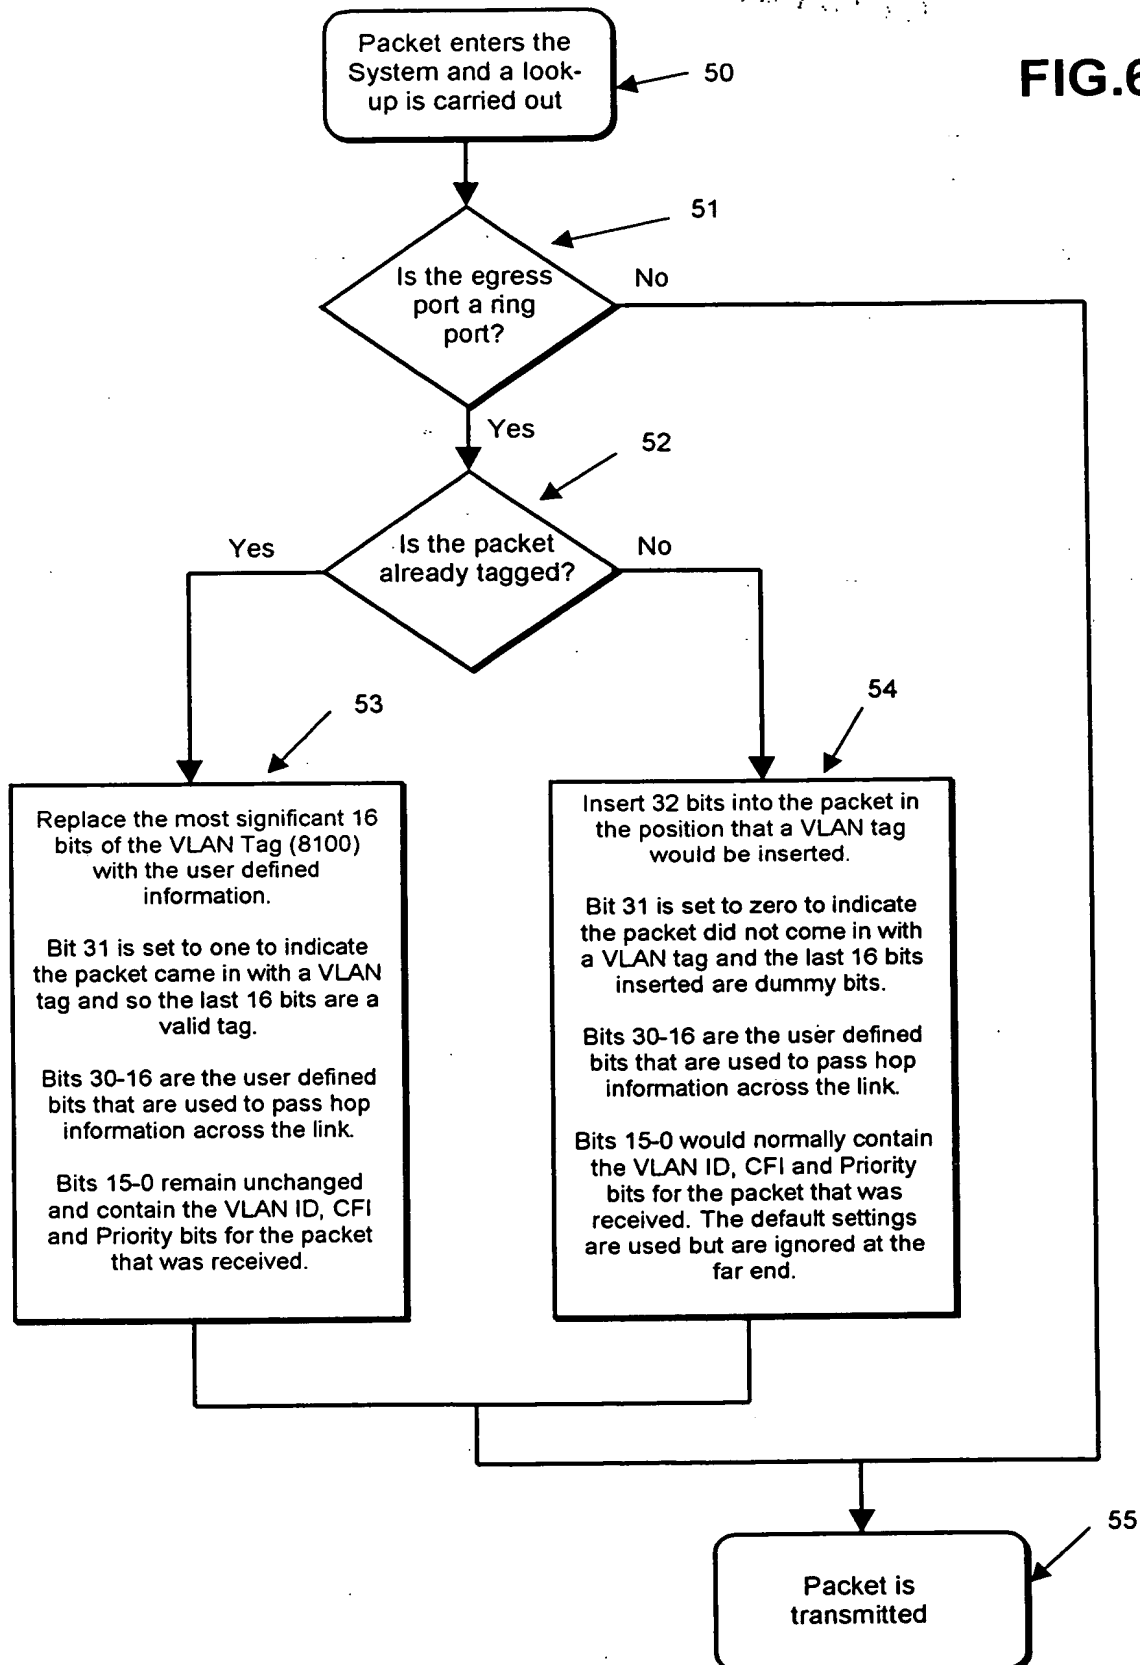 Packet enters the
System and a look-
up is carried out
50
FIG.6
51
Is the egress
port a ring
port?
No
Yes
52
Is the packet
already tagged?
Yes
No
53
54
Replace the most significant 16
bits of the VLAN Tag (8100)
with the user defined
information.
Bit 31 is set to one to indicate
the packet came in with a VLAN
tag and so the last 16 bits are a
valid tag.
Bits 30-16 are the user defined
bits that are used to pass hop
information across the link.
Bits 15-0 remain unchanged
and contain the VLAN ID, CFI
and Priority bits for the packet
that was received.
Insert 32 bits into the packet in
the position that a VLAN tag
would be inserted.
Bit 31 is set to zero to indicate
the packet did not come in with
a VLAN tag and the last 16 bits
inserted are dummy bits.
Bits 30-16 are the user defined
bits that are used to pass hop
information across the link.
Bits 15-0 would normally contain
the VLAN ID, CFI and Priority
bits for the packet that was
received. The default settings
are used but are ignored at the
far end.
55
Packet is
transmitted